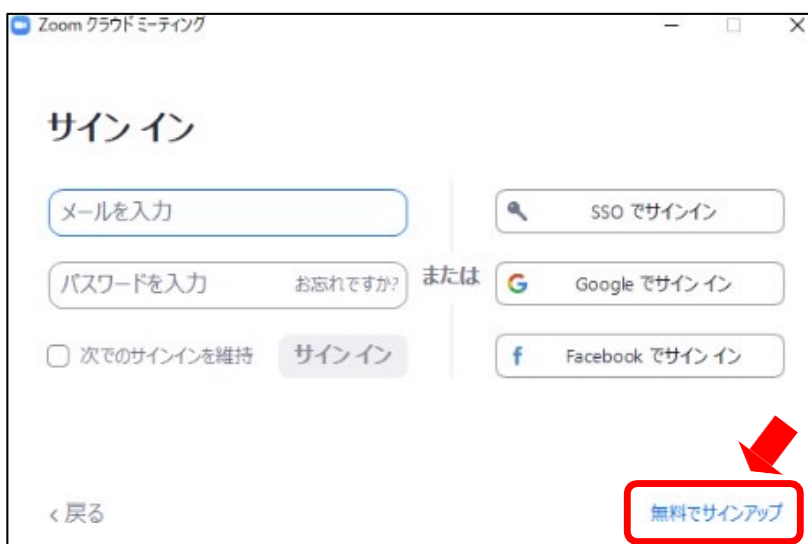 Zoom クラウド ミーティング
サイン イン
メールを入力
パスワードを入力 お忘れですか?
次でのサインインを維持 サイン イン
または
SSO でサインイン
Google でサイン イン
Facebook でサイン イン
< 戻る
無料でサインアップ